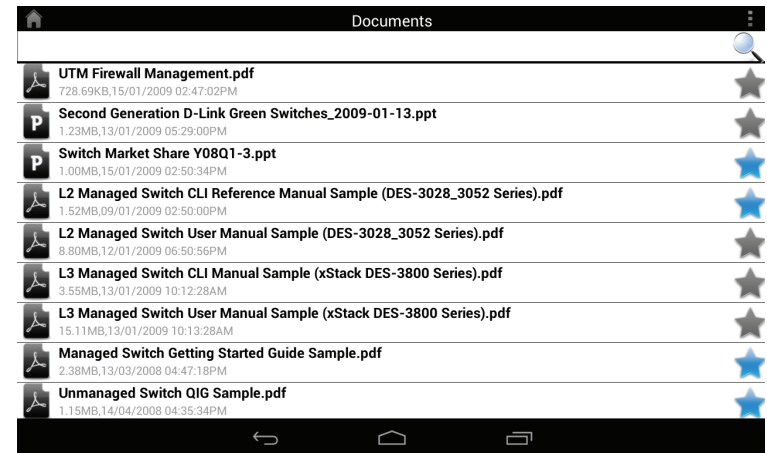 Documents
UTM Firewall Management.pdf
728.69KB,15/01/2009 02:47:02PM
P
Second Generation D-Link Green Switches_2009-01-13.ppt
1.23MB,13/01/2009 05:29:00PM
P
Switch Market Share Y08Q1-3.ppt
1.00MB,15/01/2009 02:50:34PM
L2 Managed Switch CLI Reference Manual Sample (DES-3028_3052 Series).pdf
1.52MB,09/01/2009 02:50:00PM
L2 Managed Switch User Manual Sample (DES-3028_3052 Series).pdf
8.80MB,12/01/2009 06:50:56PM
L3 Managed Switch CLI Manual Sample (xStack DES-3800 Series).pdf
3.55MB,13/01/2009 10:12:28AM
L3 Managed Switch User Manual Sample (xStack DES-3800 Series).pdf
15.11MB,13/01/2009 10:13:28AM
Managed Switch Getting Started Guide Sample.pdf
2.38MB,13/03/2008 04:47:18PM
Unmanaged Switch QIG Sample.pdf
1.15MB,14/04/2008 04:35:34PM